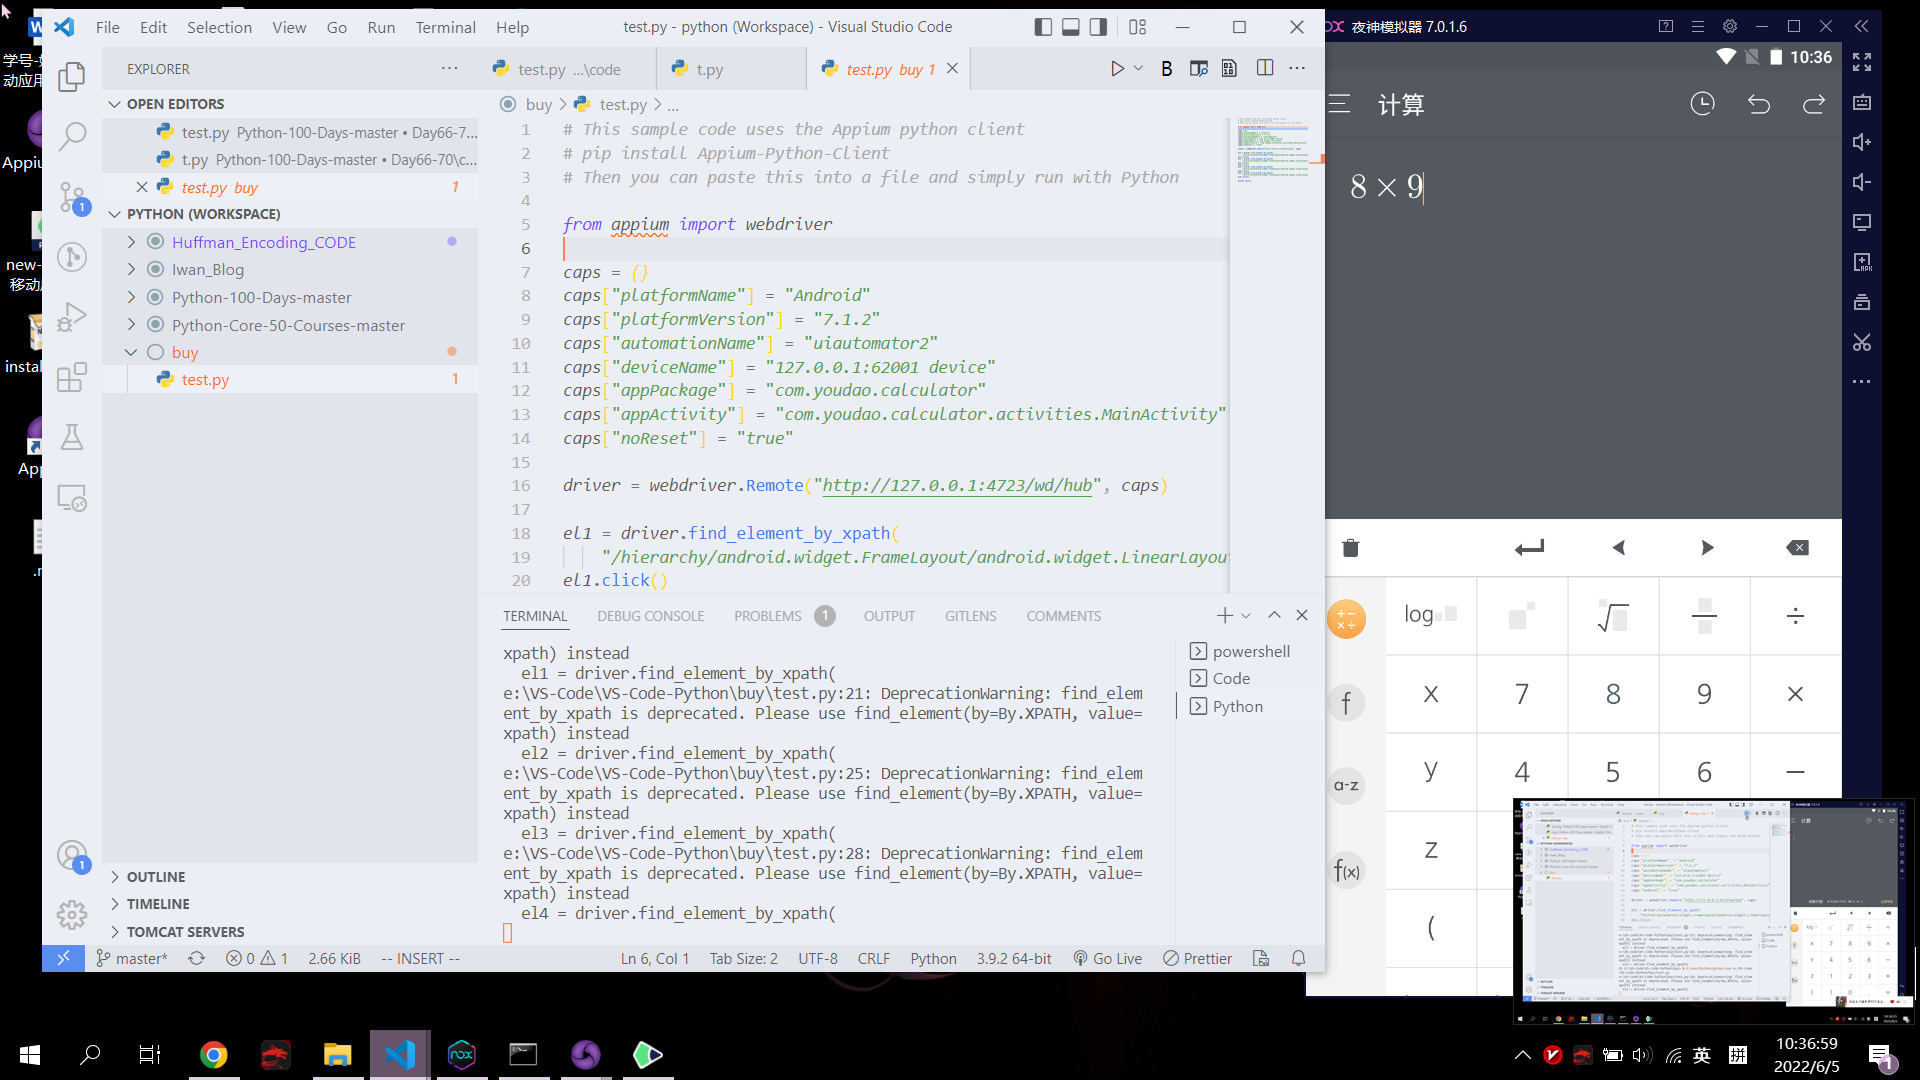 File Edit Selection View Go Run Terminal Help
test.py - python (Workspace) - Visual Studio Code
夜神模拟器 7.0.1.6
EXPLORER
test.py ...\code
t.py
test.py buy 1
10:36
计算
OPEN EDITORS
test.py Python-100-Days-master • Day66-7...
t.py Python-100-Days-master • Day66-70\c...
test.py buy 1
PYTHON (WORKSPACE)
Huffman_Encoding_CODE
Iwan_Blog
Python-100-Days-master
Python-Core-50-Courses-master
buy
test.py 1
buy > test.py > ...
1 # This sample code uses the Appium python client
2 # pip install Appium-Python-Client
3 # Then you can paste this into a file and simply run with Python
4
5 from appium import webdriver
6
7 caps = {}
8 caps["platformName"] = "Android"
9 caps["platformVersion"] = "7.1.2"
10 caps["automationName"] = "uiautomator2"
11 caps["deviceName"] = "127.0.0.1:62001 device"
12 caps["appPackage"] = "com.youdao.calculator"
13 caps["appActivity"] = "com.youdao.calculator.activities.MainActivity"
14 caps["noReset"] = "true"
15
16 driver = webdriver.Remote("http://127.0.0.1:4723/wd/hub", caps)
17
18 el1 = driver.find_element_by_xpath(
19 "/hierarchy/android.widget.FrameLayout/android.widget.LinearLayou
20 el1.click()
TERMINAL DEBUG CONSOLE PROBLEMS 1 OUTPUT GITLENS COMMENTS
xpath) instead
el1 = driver.find_element_by_xpath(
e:\VS-Code\VS-Code-Python\buy\test.py:21: DeprecationWarning: find_elem
ent_by_xpath is deprecated. Please use find_element(by=By.XPATH, value=
xpath) instead
el2 = driver.find_element_by_xpath(
e:\VS-Code\VS-Code-Python\buy\test.py:25: DeprecationWarning: find_elem
ent_by_xpath is deprecated. Please use find_element(by=By.XPATH, value=
xpath) instead
el3 = driver.find_element_by_xpath(
e:\VS-Code\VS-Code-Python\buy\test.py:28: DeprecationWarning: find_elem
ent_by_xpath is deprecated. Please use find_element(by=By.XPATH, value=
xpath) instead
el4 = driver.find_element_by_xpath(
powershell
Code
Python
OUTLINE
TIMELINE
TOMCAT SERVERS
master* 0 1 2.66 KiB -- INSERT -- Ln 6, Col 1 Tab Size: 2 UTF-8 CRLF Python 3.9.2 64-bit Go Live Prettier
8 × 9
log ÷
f x 7 8 9 ×
a-z y 4 5 6 −
f(x) z
(
英 拼
10:36:59
2022/6/5
1